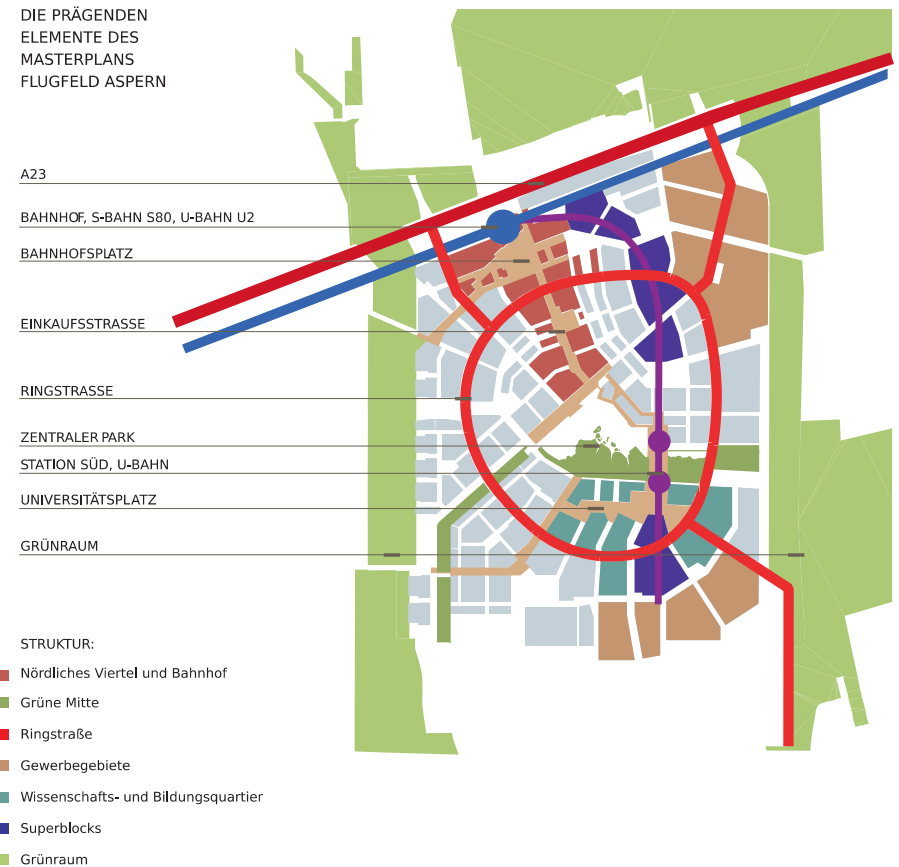 DIE PRÄGENDEN
ELEMENTE DES
MASTERPLANS
FLUGFELD ASPERN
A23
BAHNHOF, S-BAHN S80, U-BAHN U2
BAHNHOFSPLATZ
EINKAUFSSTRASSE
RINGSTRASSE
ZENTRALER PARK
STATION SÜD, U-BAHN
UNIVERSITÄTSPLATZ
GRÜNRAUM
STRUKTUR:
Nördliches Viertel und Bahnhof
Grüne Mitte
Ringstraße
Gewerbegebiete
Wissenschafts- und Bildungsquartier
Superblocks
Grünraum